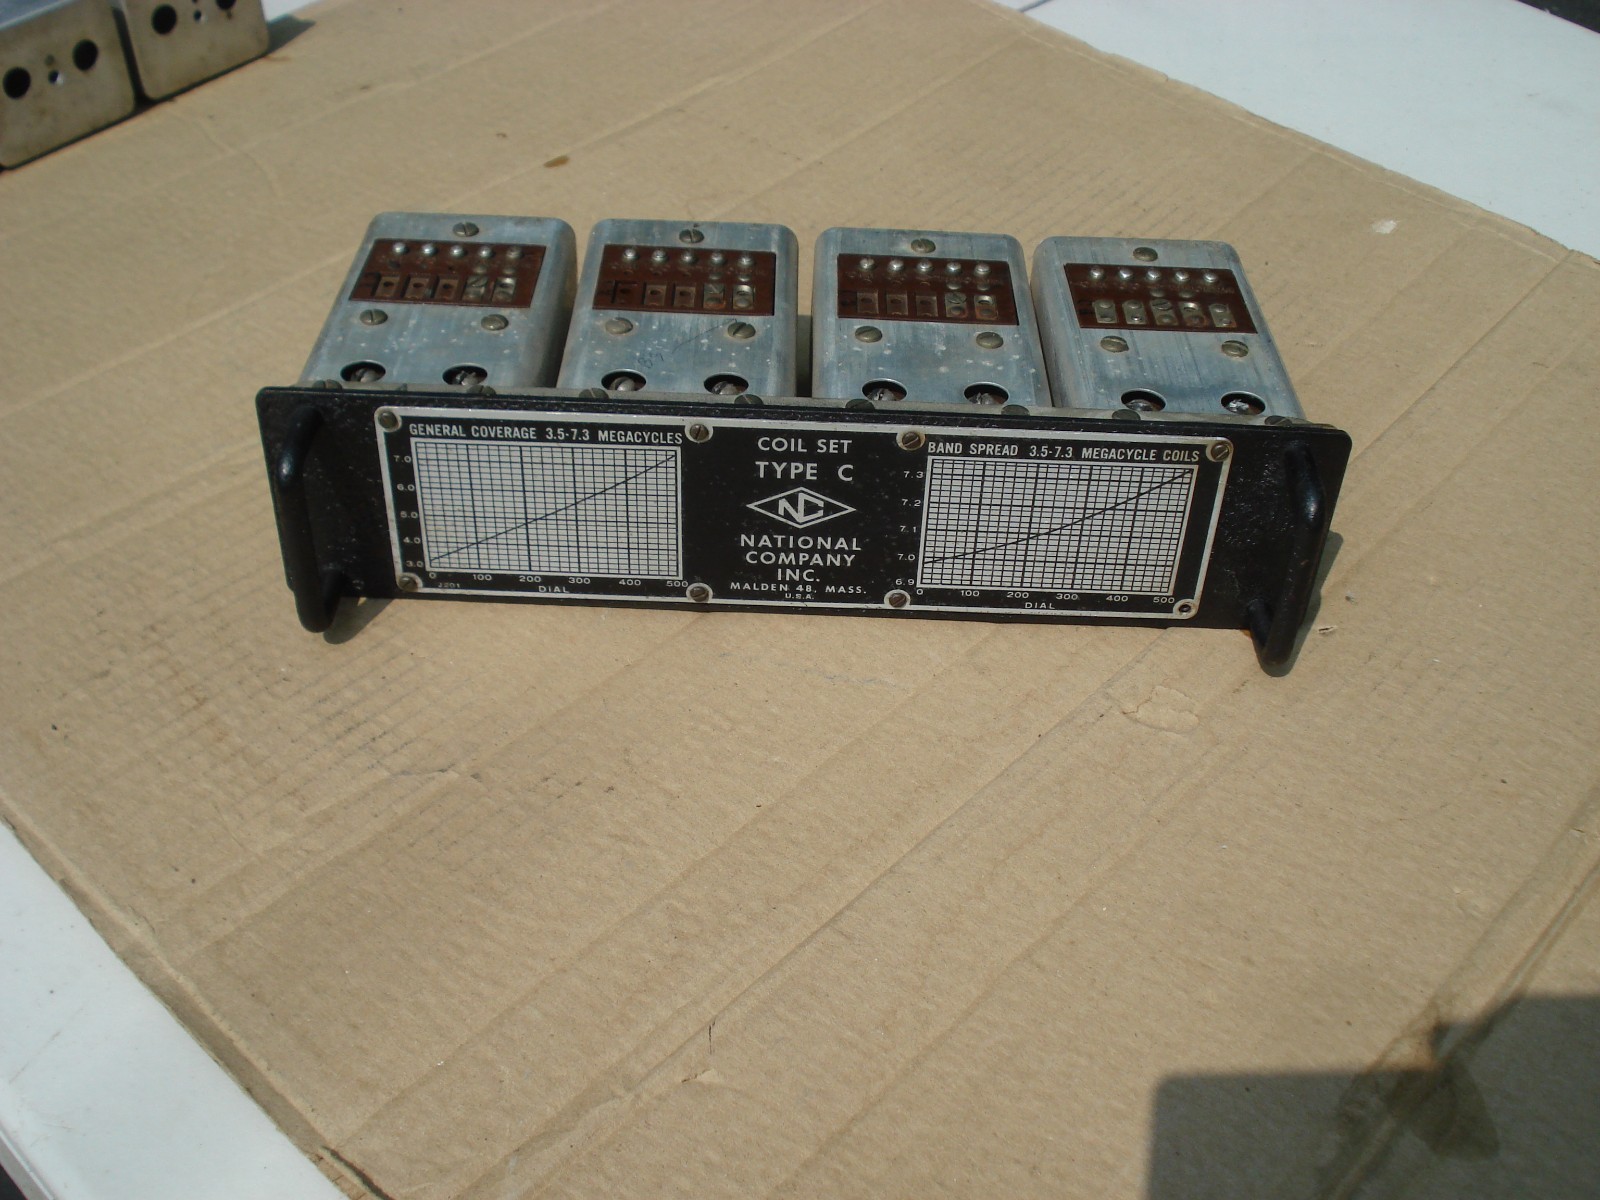 GENERAL COVERAGE 3.5-7.3 MEGACYCLES
7.0
6.0
5.0
4.0
3.0
0 100 200 300 400 500
2201
DIAL
COIL SET
TYPE C
NC
NATIONAL
COMPANY
INC.
MALDEN 48, MASS.
U.S.A.
BAND SPREAD 3.5-7.3 MEGACYCLE COILS
7.3
7.2
7.1
7.0
6.9
0 100 200 300 400 500
DIAL